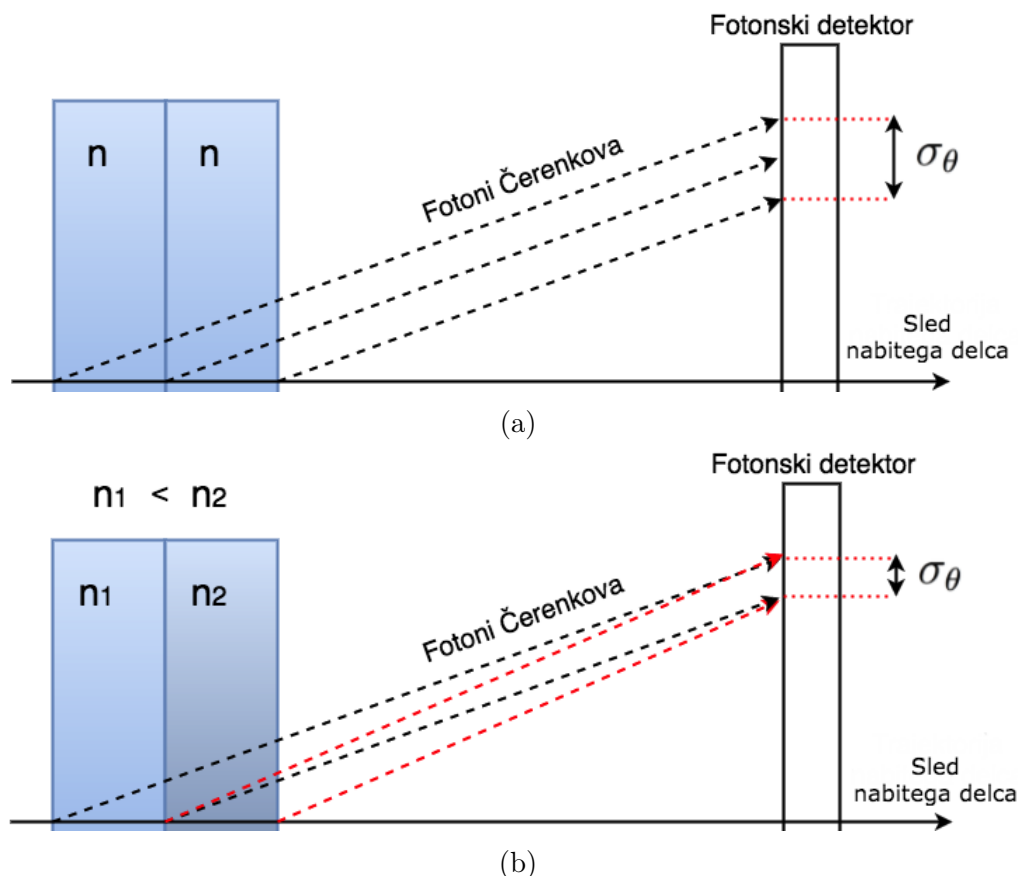 Fotonski detektor
n n
Fotoni Čerenkova
σθ
Sled
nabitega delca
(a)
Fotonski detektor
n1 < n2
n1 n2
Fotoni Čerenkova
σθ
Sled
nabitega delca
(b)